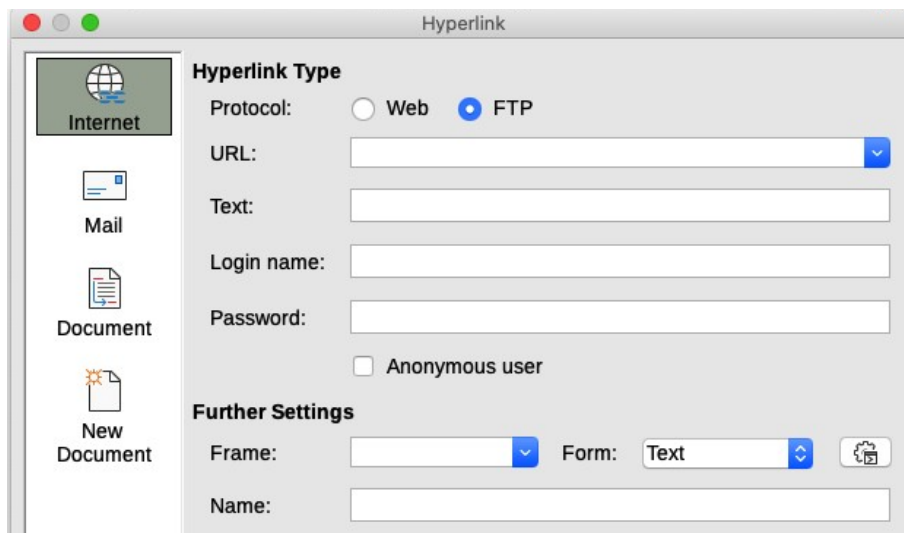 Hyperlink
Internet
Mail
Document
New
Document
Hyperlink Type
Protocol: Web FTP
URL:
Text:
Login name:
Password:
Anonymous user
Further Settings
Frame: Form: Text
Name: